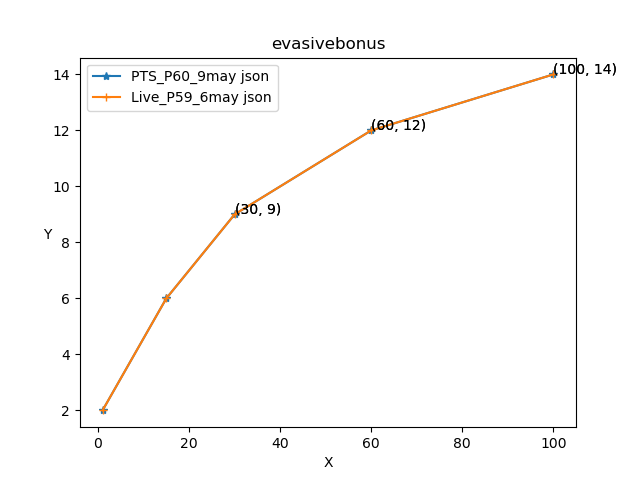 evasivebonus
PTS_P60_9may json
Live_P59_6may json
(100, 14)
(60, 12)
(30, 9)
14
12
10
8
6
4
2
Y
0 20 40 60 80 100
X